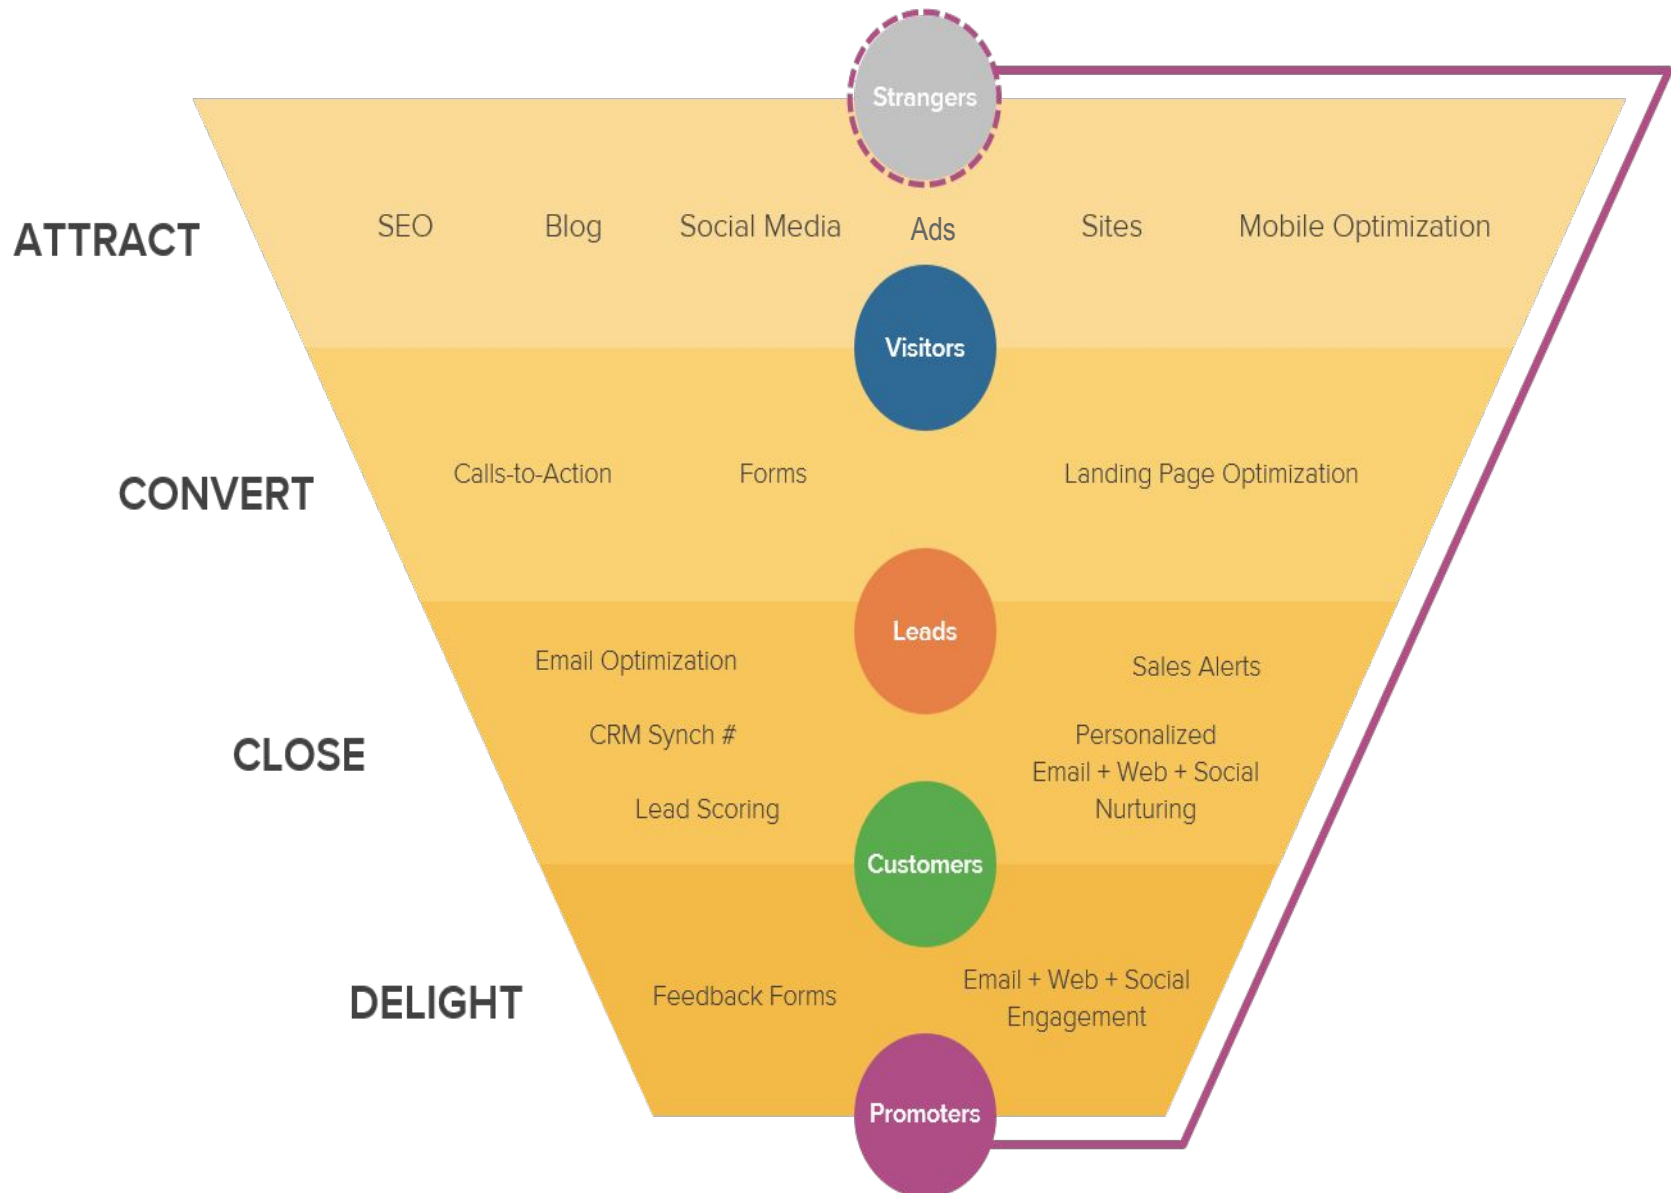 Strangers
ATTRACT
SEO
Blog
Social Media
Ads
Sites
Mobile Optimization
Visitors
CONVERT
Calls-to-Action
Forms
Landing Page Optimization
Leads
CLOSE
Email Optimization
CRM Synch #
Lead Scoring
Sales Alerts
Personalized
Email + Web + Social
Nurturing
Customers
DELIGHT
Feedback Forms
Email + Web + Social
Engagement
Promoters